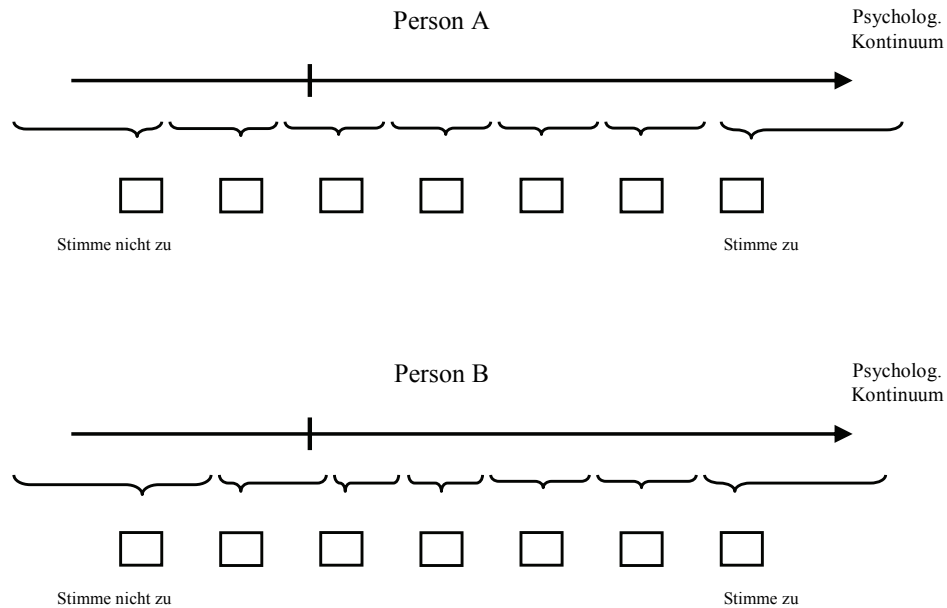 Person A
Psycholog.
Kontinuum
Stimme nicht zu
Stimme zu
Person B
Psycholog.
Kontinuum
Stimme nicht zu
Stimme zu